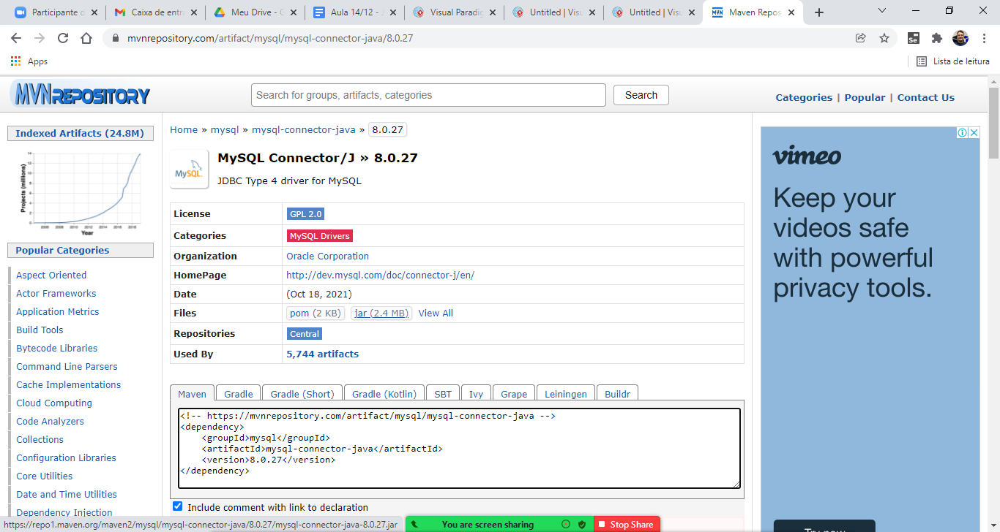 Participante d
Caixa de entra
Meu Drive - G
Aula 14/12 - J
Visual Paradig
Untitled | Visu
Untitled | Visu
Maven Repos
mvnrepository.com/artifact/mysql/mysql-connector-java/8.0.27
Apps
Lista de leitura
MVNREPOSITORY
Search for groups, artifacts, categories
Search
Categories | Popular | Contact Us
Indexed Artifacts (24.8M)
Projects (millions)
Year
Popular Categories
Aspect Oriented
Actor Frameworks
Application Metrics
Build Tools
Bytecode Libraries
Command Line Parsers
Cache Implementations
Cloud Computing
Code Analyzers
Collections
Configuration Libraries
Core Utilities
Date and Time Utilities
Dependency Injection
Home » mysql » mysql-connector-java » 8.0.27
MySQL
MySQL Connector/J » 8.0.27
JDBC Type 4 driver for MySQL
License GPL 2.0
Categories MySQL Drivers
Organization Oracle Corporation
HomePage http://dev.mysql.com/doc/connector-j/en/
Date (Oct 18, 2021)
Files pom (2 KB) jar (2.4 MB) View All
Repositories Central
Used By 5,744 artifacts
Maven Gradle Gradle (Short) Gradle (Kotlin) SBT Ivy Grape Leiningen Buildr
<!-- https://mvnrepository.com/artifact/mysql/mysql-connector-java -->
<dependency>
    <groupId>mysql</groupId>
    <artifactId>mysql-connector-java</artifactId>
    <version>8.0.27</version>
</dependency>
Include comment with link to declaration
vimeo
Keep your
videos safe
with powerful
privacy tools.
Try now
https://repo1.maven.org/maven2/mysql/mysql-connector-java/8.0.27/mysql-connector-java-8.0.27.jar
You are screen sharing
Stop Share